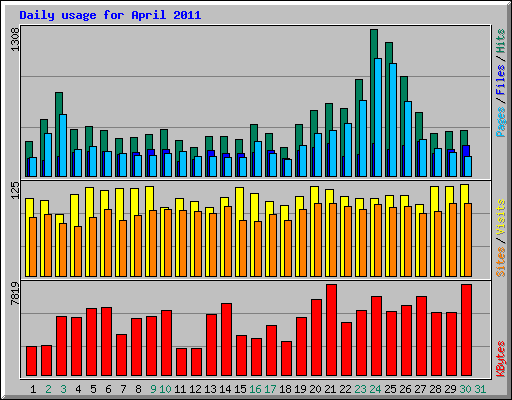 Daily usage for April 2011
1308
Pages / Files / Hits
125
Sites / Visits
7819
KBytes
1 2 3 4 5 6 7 8 9 10 11 12 13 14 15 16 17 18 19 20 21 22 23 24 25 26 27 28 29 30 31